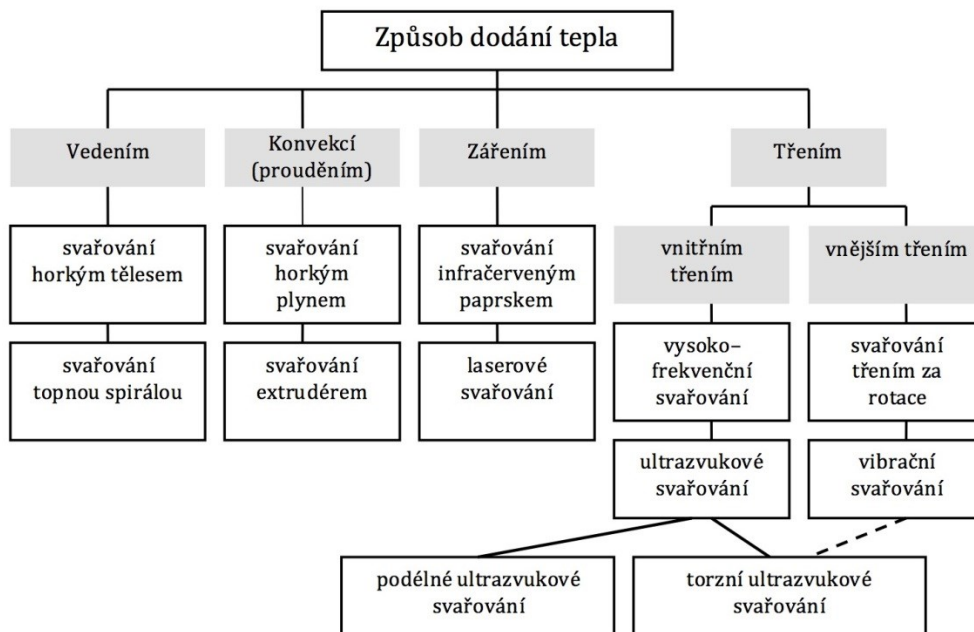 Způsob dodání tepla
Vedením
Konvekcí
(prouděním)
Zářením
Třením
svařování
horkým tělesem
svařování
horkým
plynem
svařování
infračerveným
paprskem
vnitřním
třením
vnějším třením
svařování
topnou spirálou
svařování
extrudérem
laserové
svařování
vysoko–
frekvenční
svařování
svařování
třením za
rotace
ultrazvukové
svařování
vibrační
svařování
podélné ultrazvukové
svařování
torzní ultrazvukové
svařování